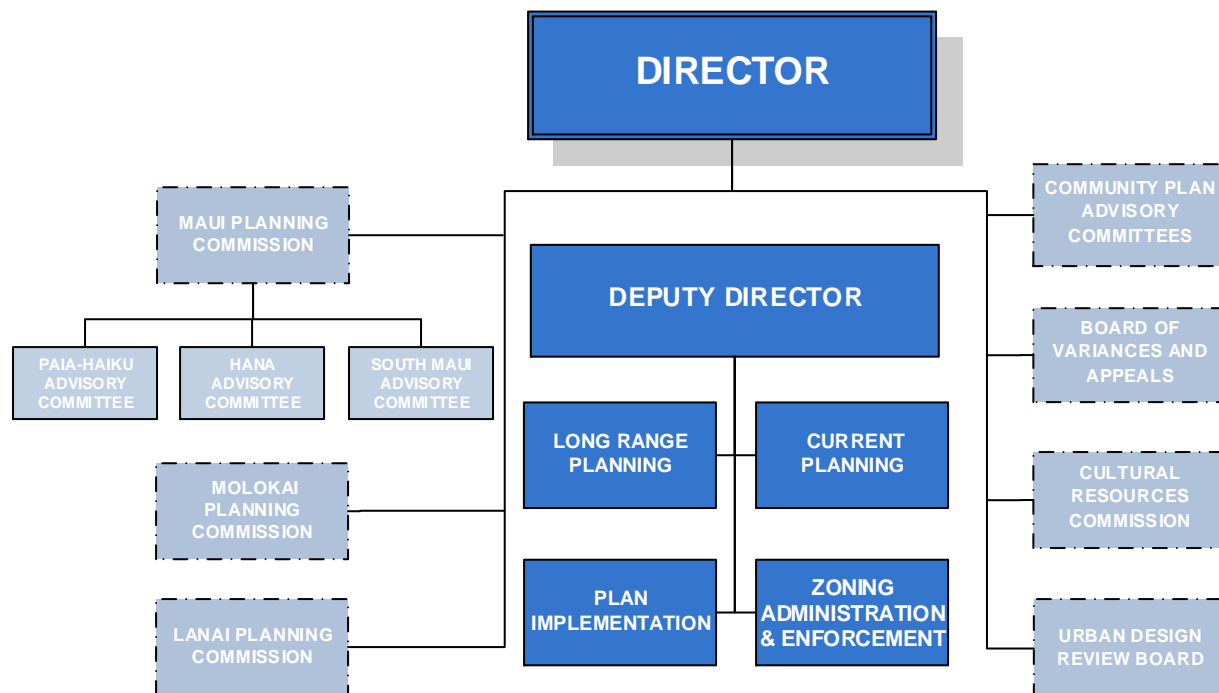 DIRECTOR
MAUI PLANNING
COMMISSION
PAIA-HAIKU
ADVISORY
COMMITTEE
HANA
ADVISORY
COMMITTEE
SOUTH MAUI
ADVISORY
COMMITTEE
MOLOKAI
PLANNING
COMMISSION
LANAI PLANNING
COMMISSION
DEPUTY DIRECTOR
LONG RANGE
PLANNING
CURRENT
PLANNING
PLAN
IMPLEMENTATION
ZONING
ADMINISTRATION
& ENFORCEMENT
COMMUNITY PLAN
ADVISORY
COMMITTEES
BOARD OF
VARIANCES AND
APPEALS
CULTURAL
RESOURCES
COMMISSION
URBAN DESIGN
REVIEW BOARD